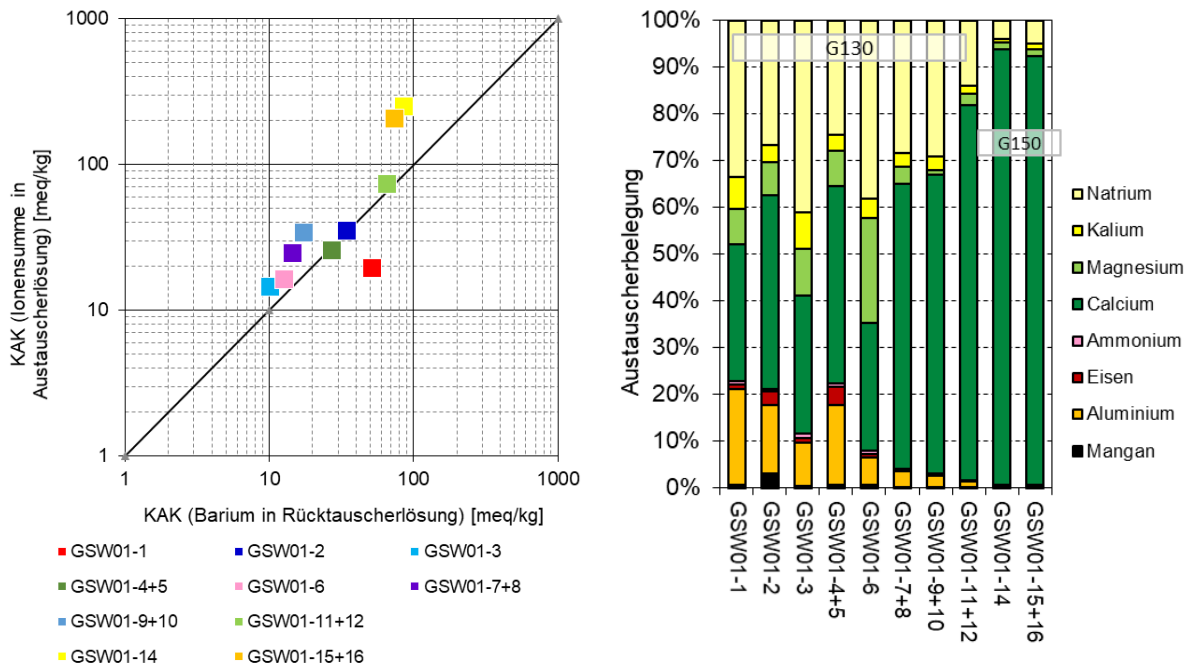 1000
100
10
1
KAK (Ionensumme in
Austauscherlösung) [meq/kg]
1
10
100
1000
KAK (Barium in Rücktauscherlösung) [meq/kg]
GSW01-1
GSW01-2
GSW01-3
GSW01-4+5
GSW01-6
GSW01-7+8
GSW01-9+10
GSW01-11+12
GSW01-14
GSW01-15+16
100%
90%
80%
70%
60%
50%
40%
30%
20%
10%
0%
Austauscherbelegung
G130
G150
GSW01-1
GSW01-2
GSW01-3
GSW01-4+5
GSW01-6
GSW01-7+8
GSW01-9+10
GSW01-11+12
GSW01-14
GSW01-15+16
Natrium
Kalium
Magnesium
Calcium
Ammonium
Eisen
Aluminium
Mangan